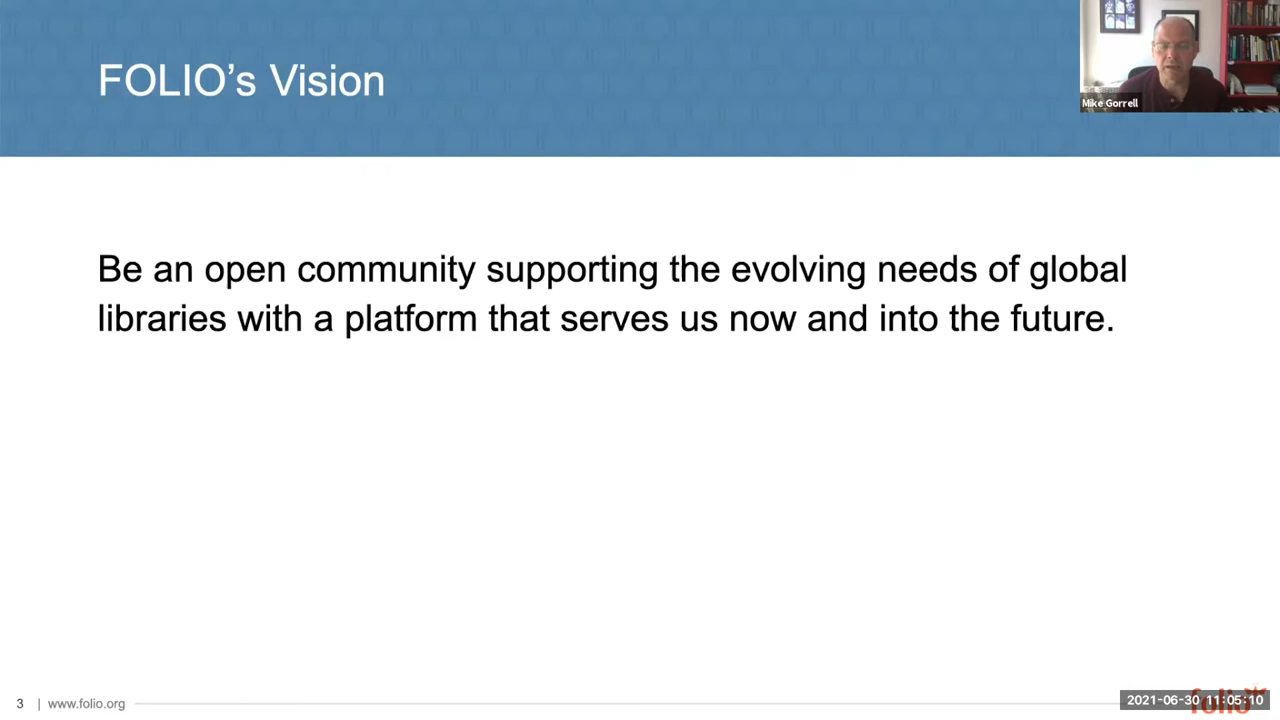 FOLIO’s Vision
Mike Gorrell
Be an open community supporting the evolving needs of global
libraries with a platform that serves us now and into the future.
3 | www.folio.org
2021-06-30 11:05:10
folio